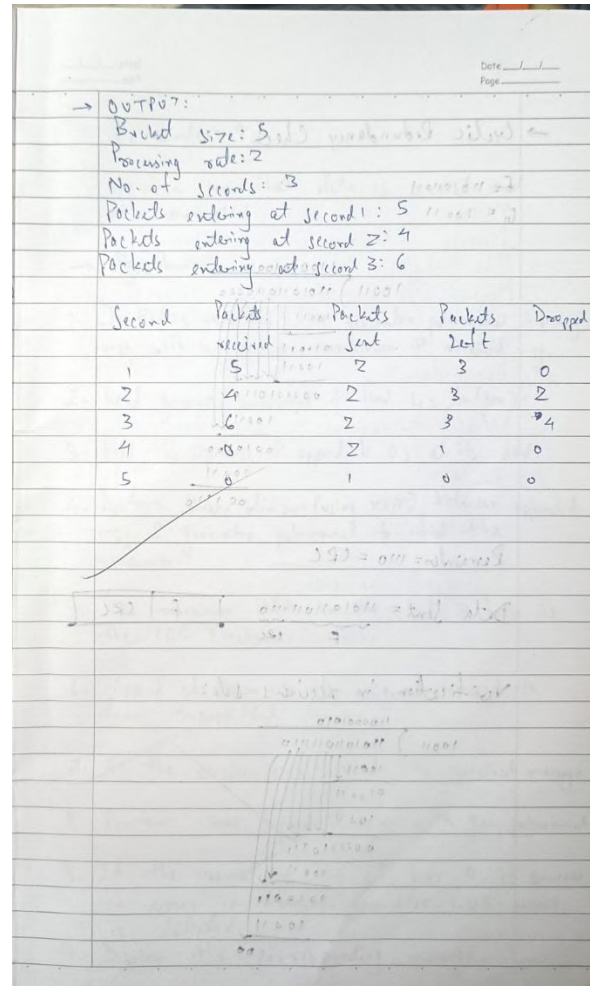 Date __/__/__
Page
→ OUTPUT:
Bucket size: 5
Processing rate: 2
No. of seconds: 3
Packets entering at second 1: 5
Packets entering at second 2: 4
Packets entering at second 3: 6
Second Packets received Packets Sent Packets Left Dropped
1 5 2 3 0
2 4 2 3 2
3 6 2 3 4
4 0 2 1 0
5 0 1 0 0